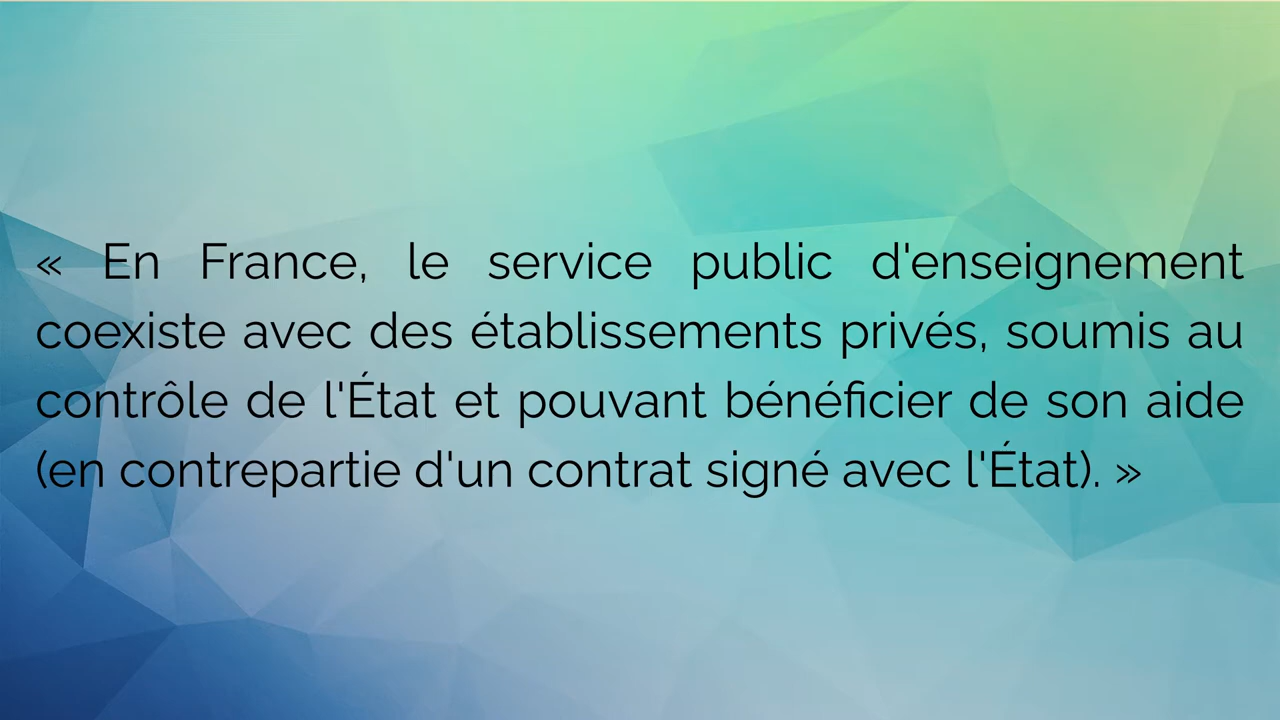 « En France, le service public d'enseignement
coexiste avec des établissements privés, soumis au
contrôle de l'État et pouvant bénéficier de son aide
(en contrepartie d'un contrat signé avec l'État). »